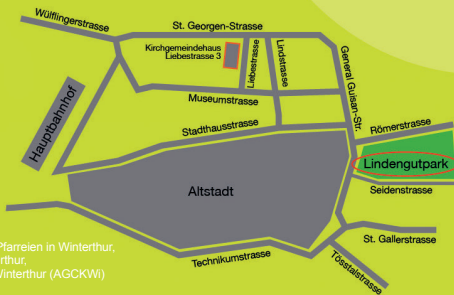 Wülflingerstrasse
St. Georgen-Strasse
Kirchgemeindehaus
Liebestrasse 3
Liebestrasse
Lindstrasse
General Guisan-Str.
Hauptbahnhof
Museumstrasse
Stadthausstrasse
Römerstrasse
Lindengutpark
Altstadt
Seidenstrasse
St. Gallerstrasse
Technikumstrasse
Tösstalstrasse
Pfarreien in Winterthur,
rthur,
Winterthur (AGCKWi)